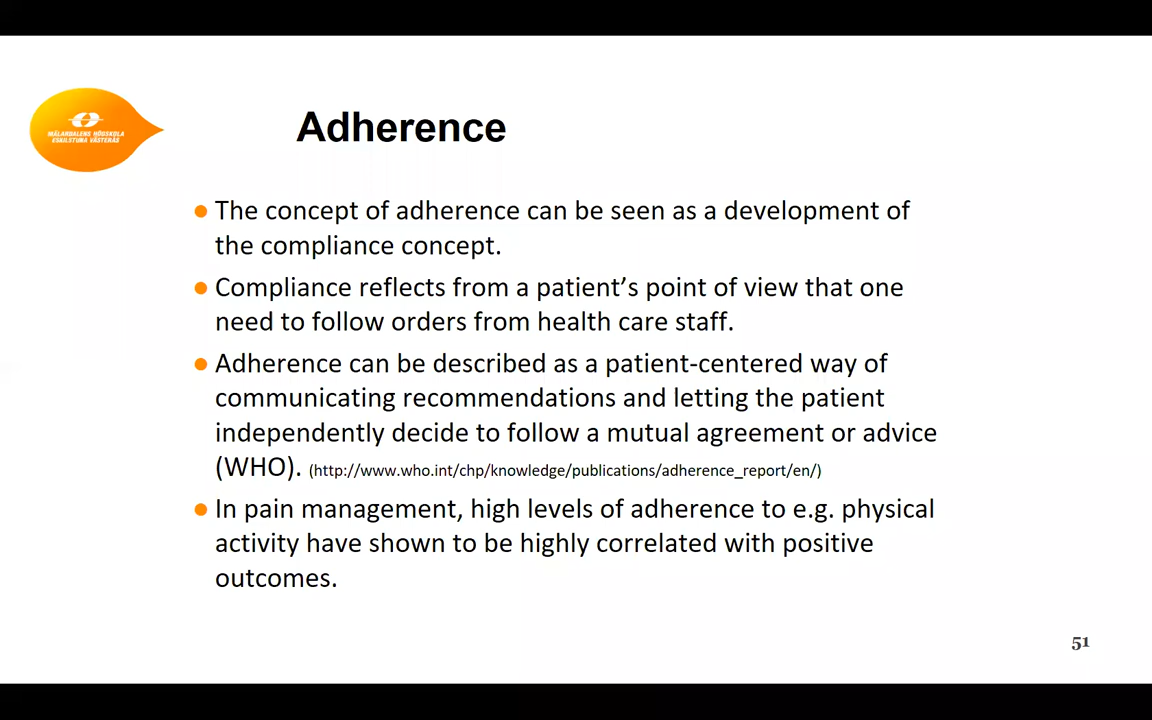 MÄLARDALENS HÖGSKOLA
ESKILSTUNA VÄSTERÅS
Adherence
The concept of adherence can be seen as a development of
the compliance concept.
Compliance reflects from a patient’s point of view that one
need to follow orders from health care staff.
Adherence can be described as a patient-centered way of
communicating recommendations and letting the patient
independently decide to follow a mutual agreement or advice
(WHO). (http://www.who.int/chp/knowledge/publications/adherence_report/en/)
In pain management, high levels of adherence to e.g. physical
activity have shown to be highly correlated with positive
outcomes.
51